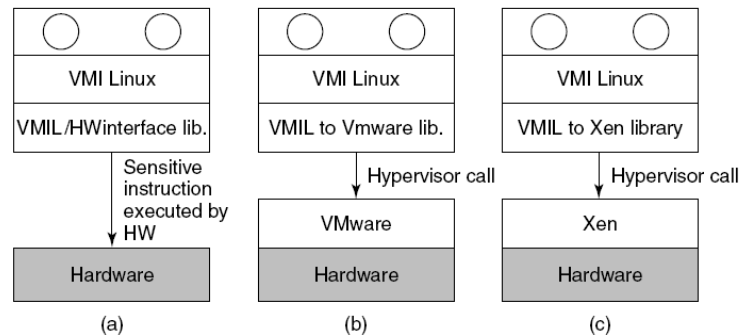 VMI Linux
VMIL/HWinterface lib.
Sensitive
instruction
executed by
HW
Hardware
(a)
VMI Linux
VMIL to Vmware lib.
Hypervisor call
VMware
Hardware
(b)
VMI Linux
VMIL to Xen library
Hypervisor call
Xen
Hardware
(c)